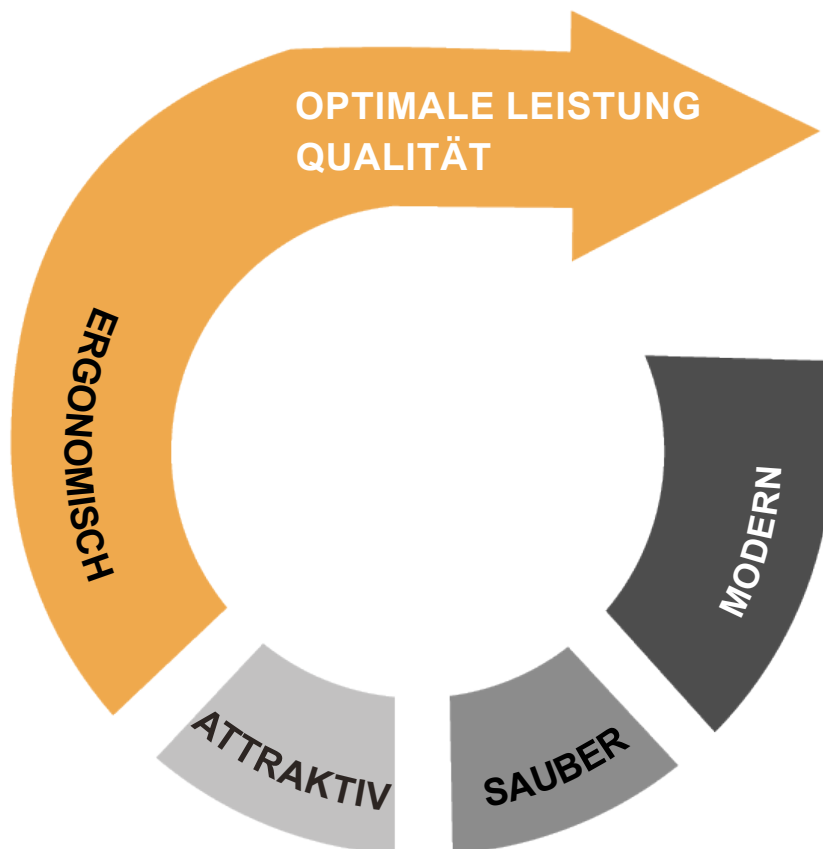 OPTIMALE LEISTUNG
QUALITÄT
ERGONOMISCH
MODERN
ATTRAKTIV
SAUBER